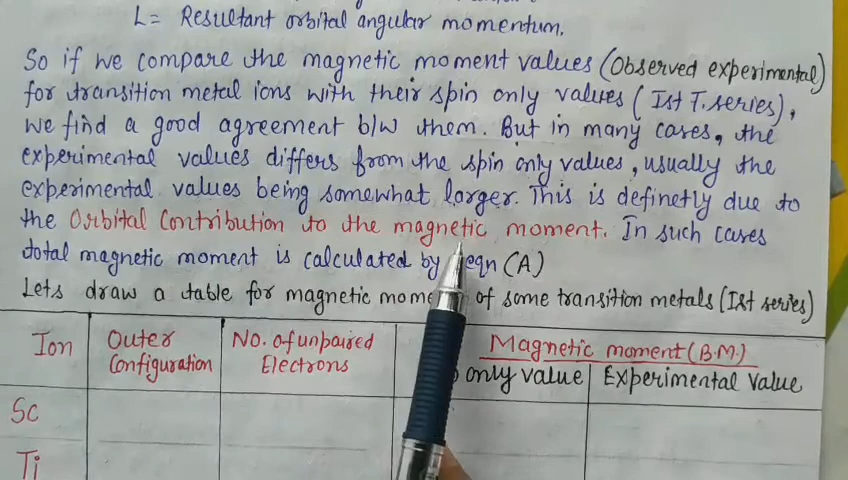 L = Resultant orbital angular momentum.
So if we compare the magnetic moment values (Observed experimental)
for transition metal ions with their spin only values (Ist T. series),
we find a good agreement b/w them. But in many cases, the
experimental values differs from the spin only values, usually the
experimental values being somewhat larger. This is definetly due to
the Orbital Contribution to the magnetic moment. In such cases
total magnetic moment is calculated by eqn (A)
Lets draw a table for magnetic mome of some transition metals (Ist series)
Ion Outer Configuration No. of unpaired Electrons Magnetic moment (B.M.)
only value Experimental Value
Sc
Ti